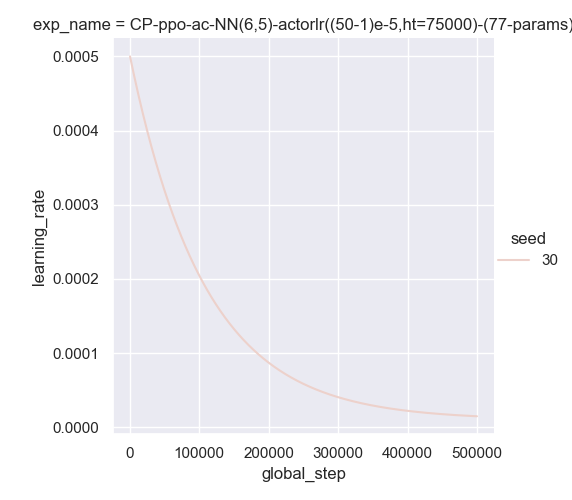 exp_name = CP-ppo-ac-NN(6,5)-actorlr((50-1)e-5,ht=75000)-(77-params)
0.0005
0.0004
0.0003
0.0002
0.0001
0.0000
learning_rate
0 100000 200000 300000 400000 500000
global_step
seed
30